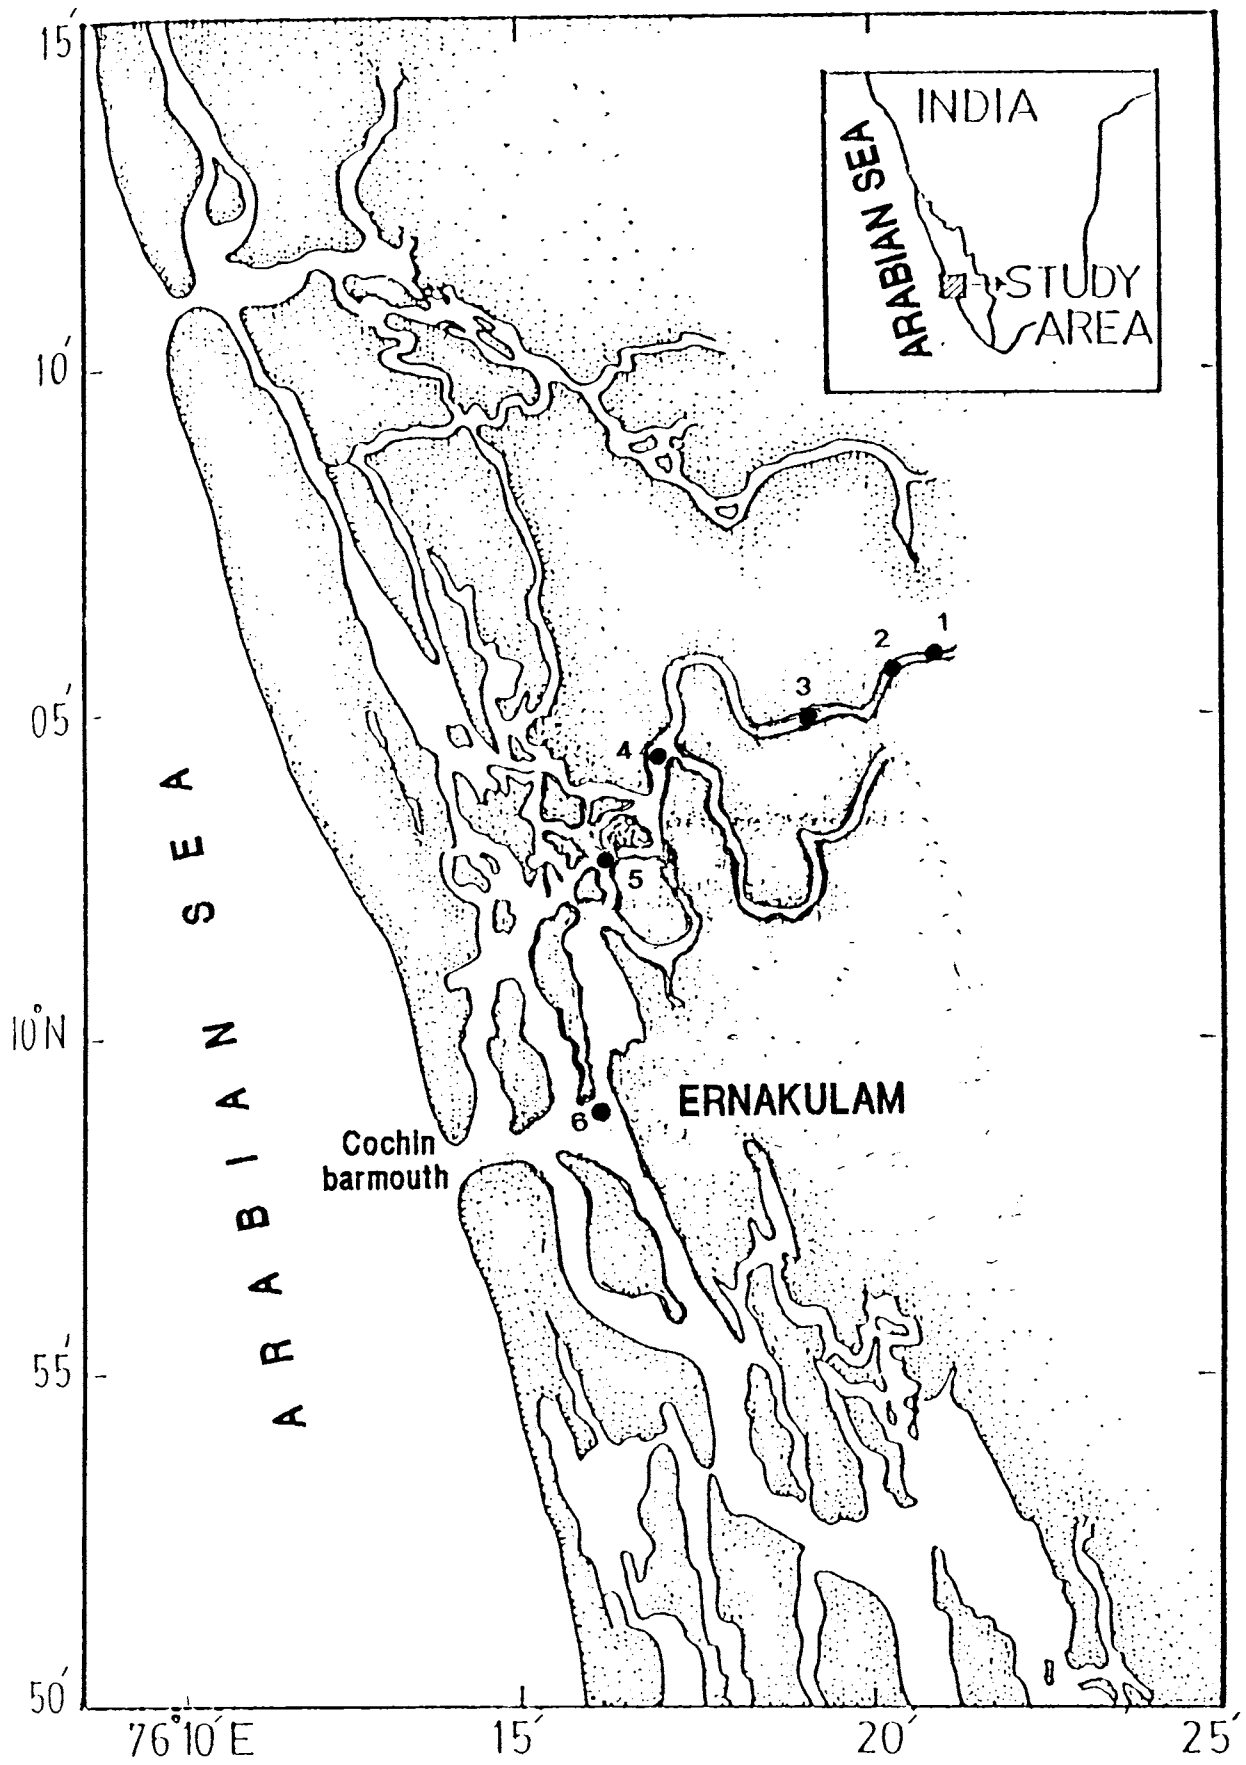 15′
INDIA
ARABIAN SEA
STUDY
AREA
10′
1
2
3
05′
4
5
ARABIAN SEA
10°N
ERNAKULAM
6
Cochin
barmouth
55′
50′
76°10′E
15′
20′
25′